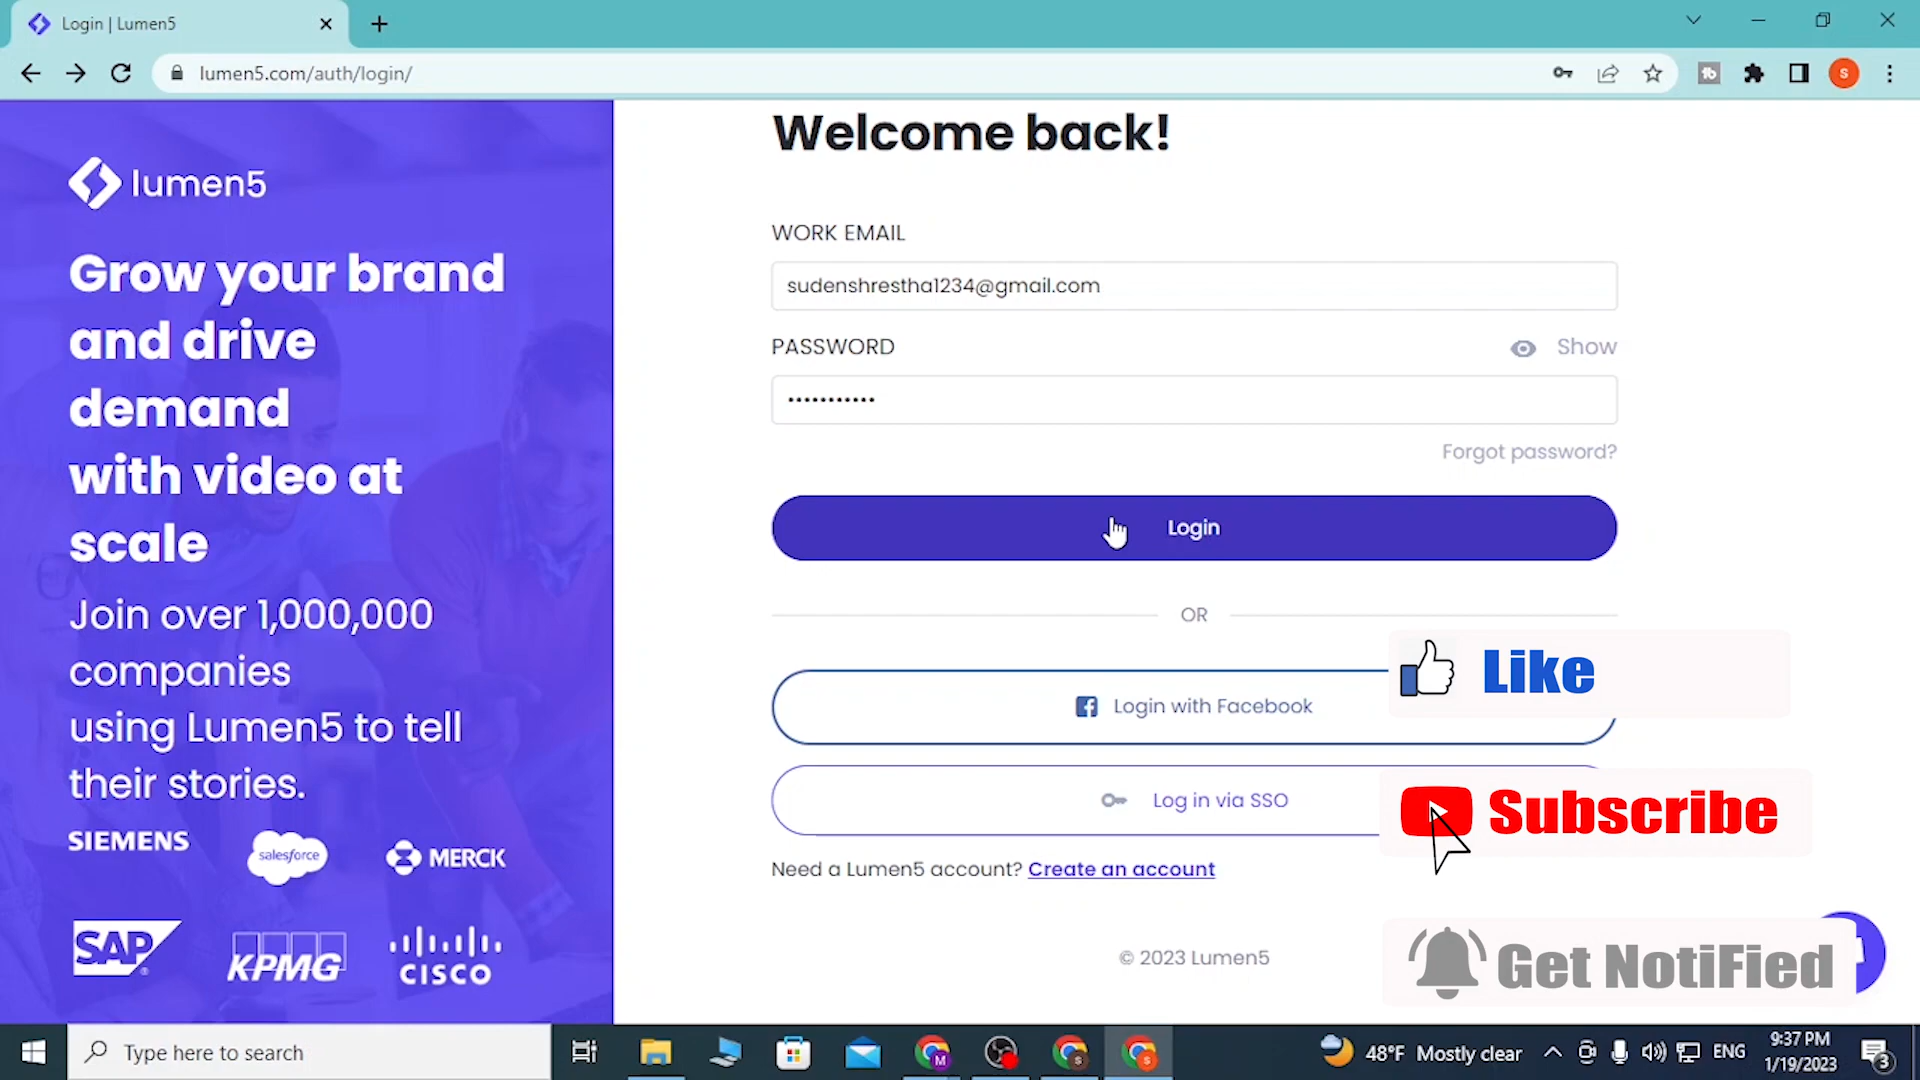 Login | Lumen5
lumen5.com/auth/login/
S
lumen5
Grow your brand
and drive
demand
with video at
scale
Join over 1,000,000
companies
using Lumen5 to tell
their stories.
SIEMENS
salesforce
MERCK
SAP
KPMG
CISCO
Welcome back!
WORK EMAIL
sudenshrestha1234@gmail.com
PASSWORD
Show
•••••••••••
Forgot password?
Login
OR
Login with Facebook
Log in via SSO
Need a Lumen5 account? Create an account
© 2023 Lumen5
Like
Subscribe
Get NotiFied
Type here to search
M
S
S
48°F Mostly clear
ENG
9:37 PM
1/19/2023
3